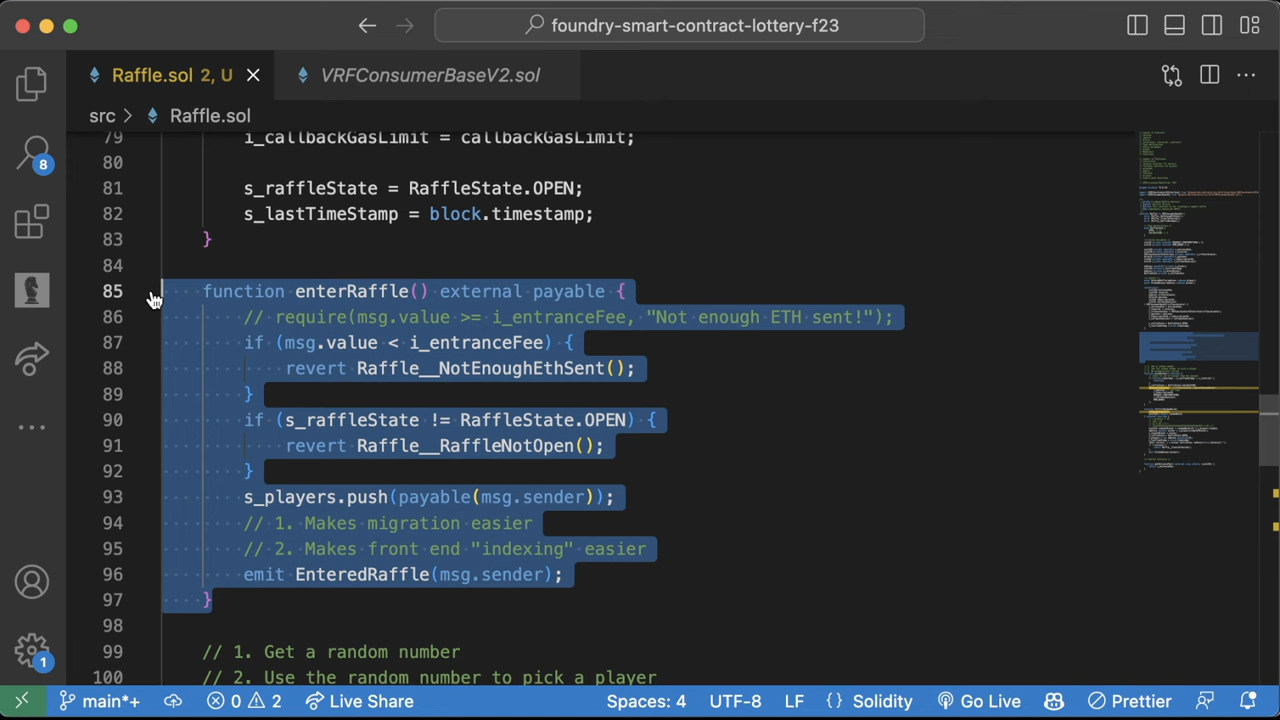 foundry-smart-contract-lottery-f23
Raffle.sol 2, U
VRFConsumerBaseV2.sol
src > Raffle.sol
79 i_callbackGasLimit = callbackGasLimit;
80
81 s_raffleState = RaffleState.OPEN;
82 s_lastTimeStamp = block.timestamp;
83 }
84
85 function enterRaffle() external payable {
86 // require(msg.value >= i_entranceFee, "Not enough ETH sent!");
87 if (msg.value < i_entranceFee) {
88 revert Raffle__NotEnoughEthSent();
89 }
90 if (s_raffleState != RaffleState.OPEN) {
91 revert Raffle__RaffleNotOpen();
92 }
93 s_players.push(payable(msg.sender));
94 // 1. Makes migration easier
95 // 2. Makes front end "indexing" easier
96 emit EnteredRaffle(msg.sender);
97 }
98
99 // 1. Get a random number
100 // 2. Use the random number to pick a player
8
1
main*+ 0 2 Live Share Spaces: 4 UTF-8 LF {} Solidity Go Live Prettier